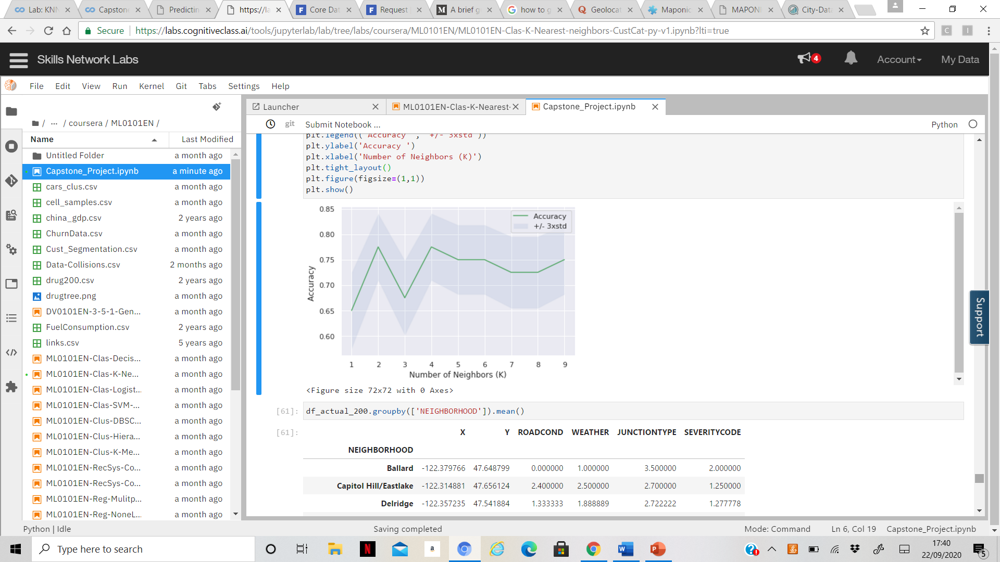 Lab: KNN
Capstone
Predictin
https://la
Core Dat
Request
A brief g
how to g
Geolocat
Maponic
MAPONI
City-Data
Secure
https://labs.cognitiveclass.ai/tools/jupyterlab/lab/tree/labs/coursera/ML0101EN/ML0101EN-Clas-K-Nearest-neighbors-CustCat-py-v1.ipynb?lti=true
Skills Network Labs
4
Account
My Data
File Edit View Run Kernel Git Tabs Settings Help
Launcher
ML0101EN-Clas-K-Nearest-
Capstone_Project.ipynb
/ ... / coursera / ML0101EN /
git Submit Notebook ...
Python
Name Last Modified
Untitled Folder a month ago
Capstone_Project.ipynb a minute ago
cars_clus.csv a month ago
cell_samples.csv a month ago
china_gdp.csv 2 years ago
ChurnData.csv a month ago
Cust_Segmentation.csv a month ago
Data-Collisions.csv 2 months ago
drug200.csv 2 years ago
drugtree.png a month ago
DV0101EN-3-5-1-Gen... a month ago
FuelConsumption.csv 2 years ago
links.csv 5 years ago
ML0101EN-Clas-Decis... a month ago
ML0101EN-Clas-K-Ne... a month ago
ML0101EN-Clas-Logist... a month ago
ML0101EN-Clas-SVM-... a month ago
ML0101EN-Clus-DBSC... a month ago
ML0101EN-Clus-Hiera... a month ago
ML0101EN-Clus-K-Me... a month ago
ML0101EN-RecSys-Co... a month ago
ML0101EN-RecSys-Co... a month ago
ML0101EN-Reg-Mulitp... a month ago
ML0101EN-Reg-NoneL... a month ago
plt.legend(('Accuracy ', '+/- 3xstd'))
plt.ylabel('Accuracy ')
plt.xlabel('Number of Neighbors (K)')
plt.tight_layout()
plt.figure(figsize=(1,1))
plt.show()
0.85
0.80
0.75
0.70
0.65
0.60
Accuracy
Accuracy
+/- 3xstd
1 2 3 4 5 6 7 8 9
Number of Neighbors (K)
<Figure size 72x72 with 0 Axes>
[61]: df_actual_200.groupby(['NEIGHBORHOOD']).mean()
[61]: X Y ROADCOND WEATHER JUNCTIONTYPE SEVERITYCODE
NEIGHBORHOOD
Ballard -122.379766 47.648799 0.000000 1.000000 3.500000 2.000000
Capitol Hill/Eastlake -122.314881 47.656124 2.400000 2.500000 2.700000 1.250000
Delridge -122.357235 47.541884 1.333333 1.888889 2.722222 1.277778
Support
Python | Idle
Saving completed
Mode: Command
Ln 6, Col 19
Capstone_Project.ipynb
Type here to search
17:40
22/09/2020
5